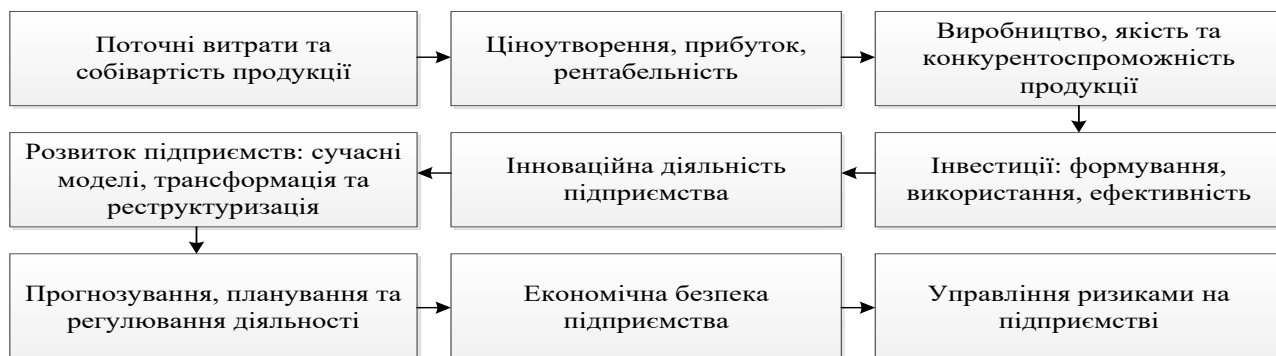 Поточні витрати та
собівартість продукції
Ціноутворення, прибуток,
рентабельність
Виробництво, якість та
конкурентоспроможність
продукції
Розвиток підприємств: сучасні
моделі, трансформація та
реструктуризація
Інноваційна діяльність
підприємства
Інвестиції: формування,
використання, ефективність
Прогнозування, планування та
регулювання діяльності
Економічна безпека
підприємства
Управління ризиками на
підприємстві